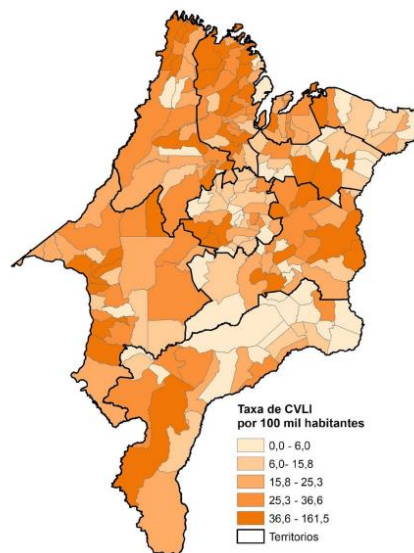 Taxa de CVLI
por 100 mil habitantes
0,0 - 6,0
6,0- 15,8
15,8 - 25,3
25,3 - 36,6
36,6 - 161,5
Territorios